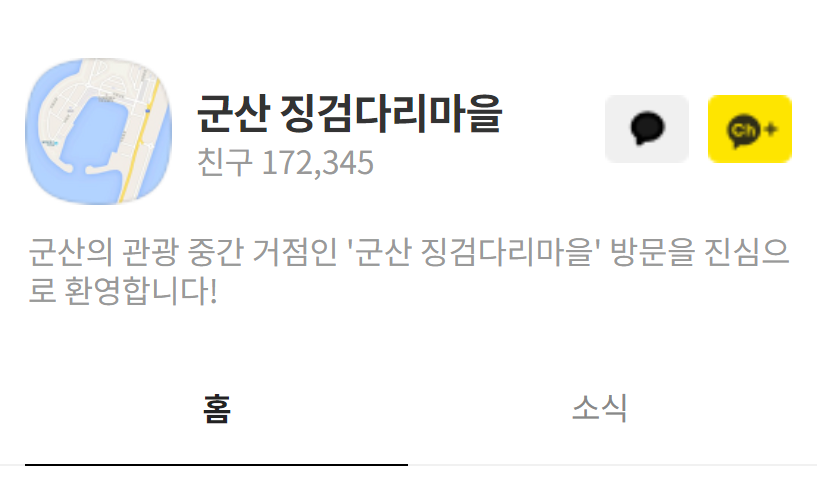 군산 징검다리마을
친구 172,345
Ch+
군산의 관광 중간 거점인 '군산 징검다리마을' 방문을 진심으
로 환영합니다!
홈
소식